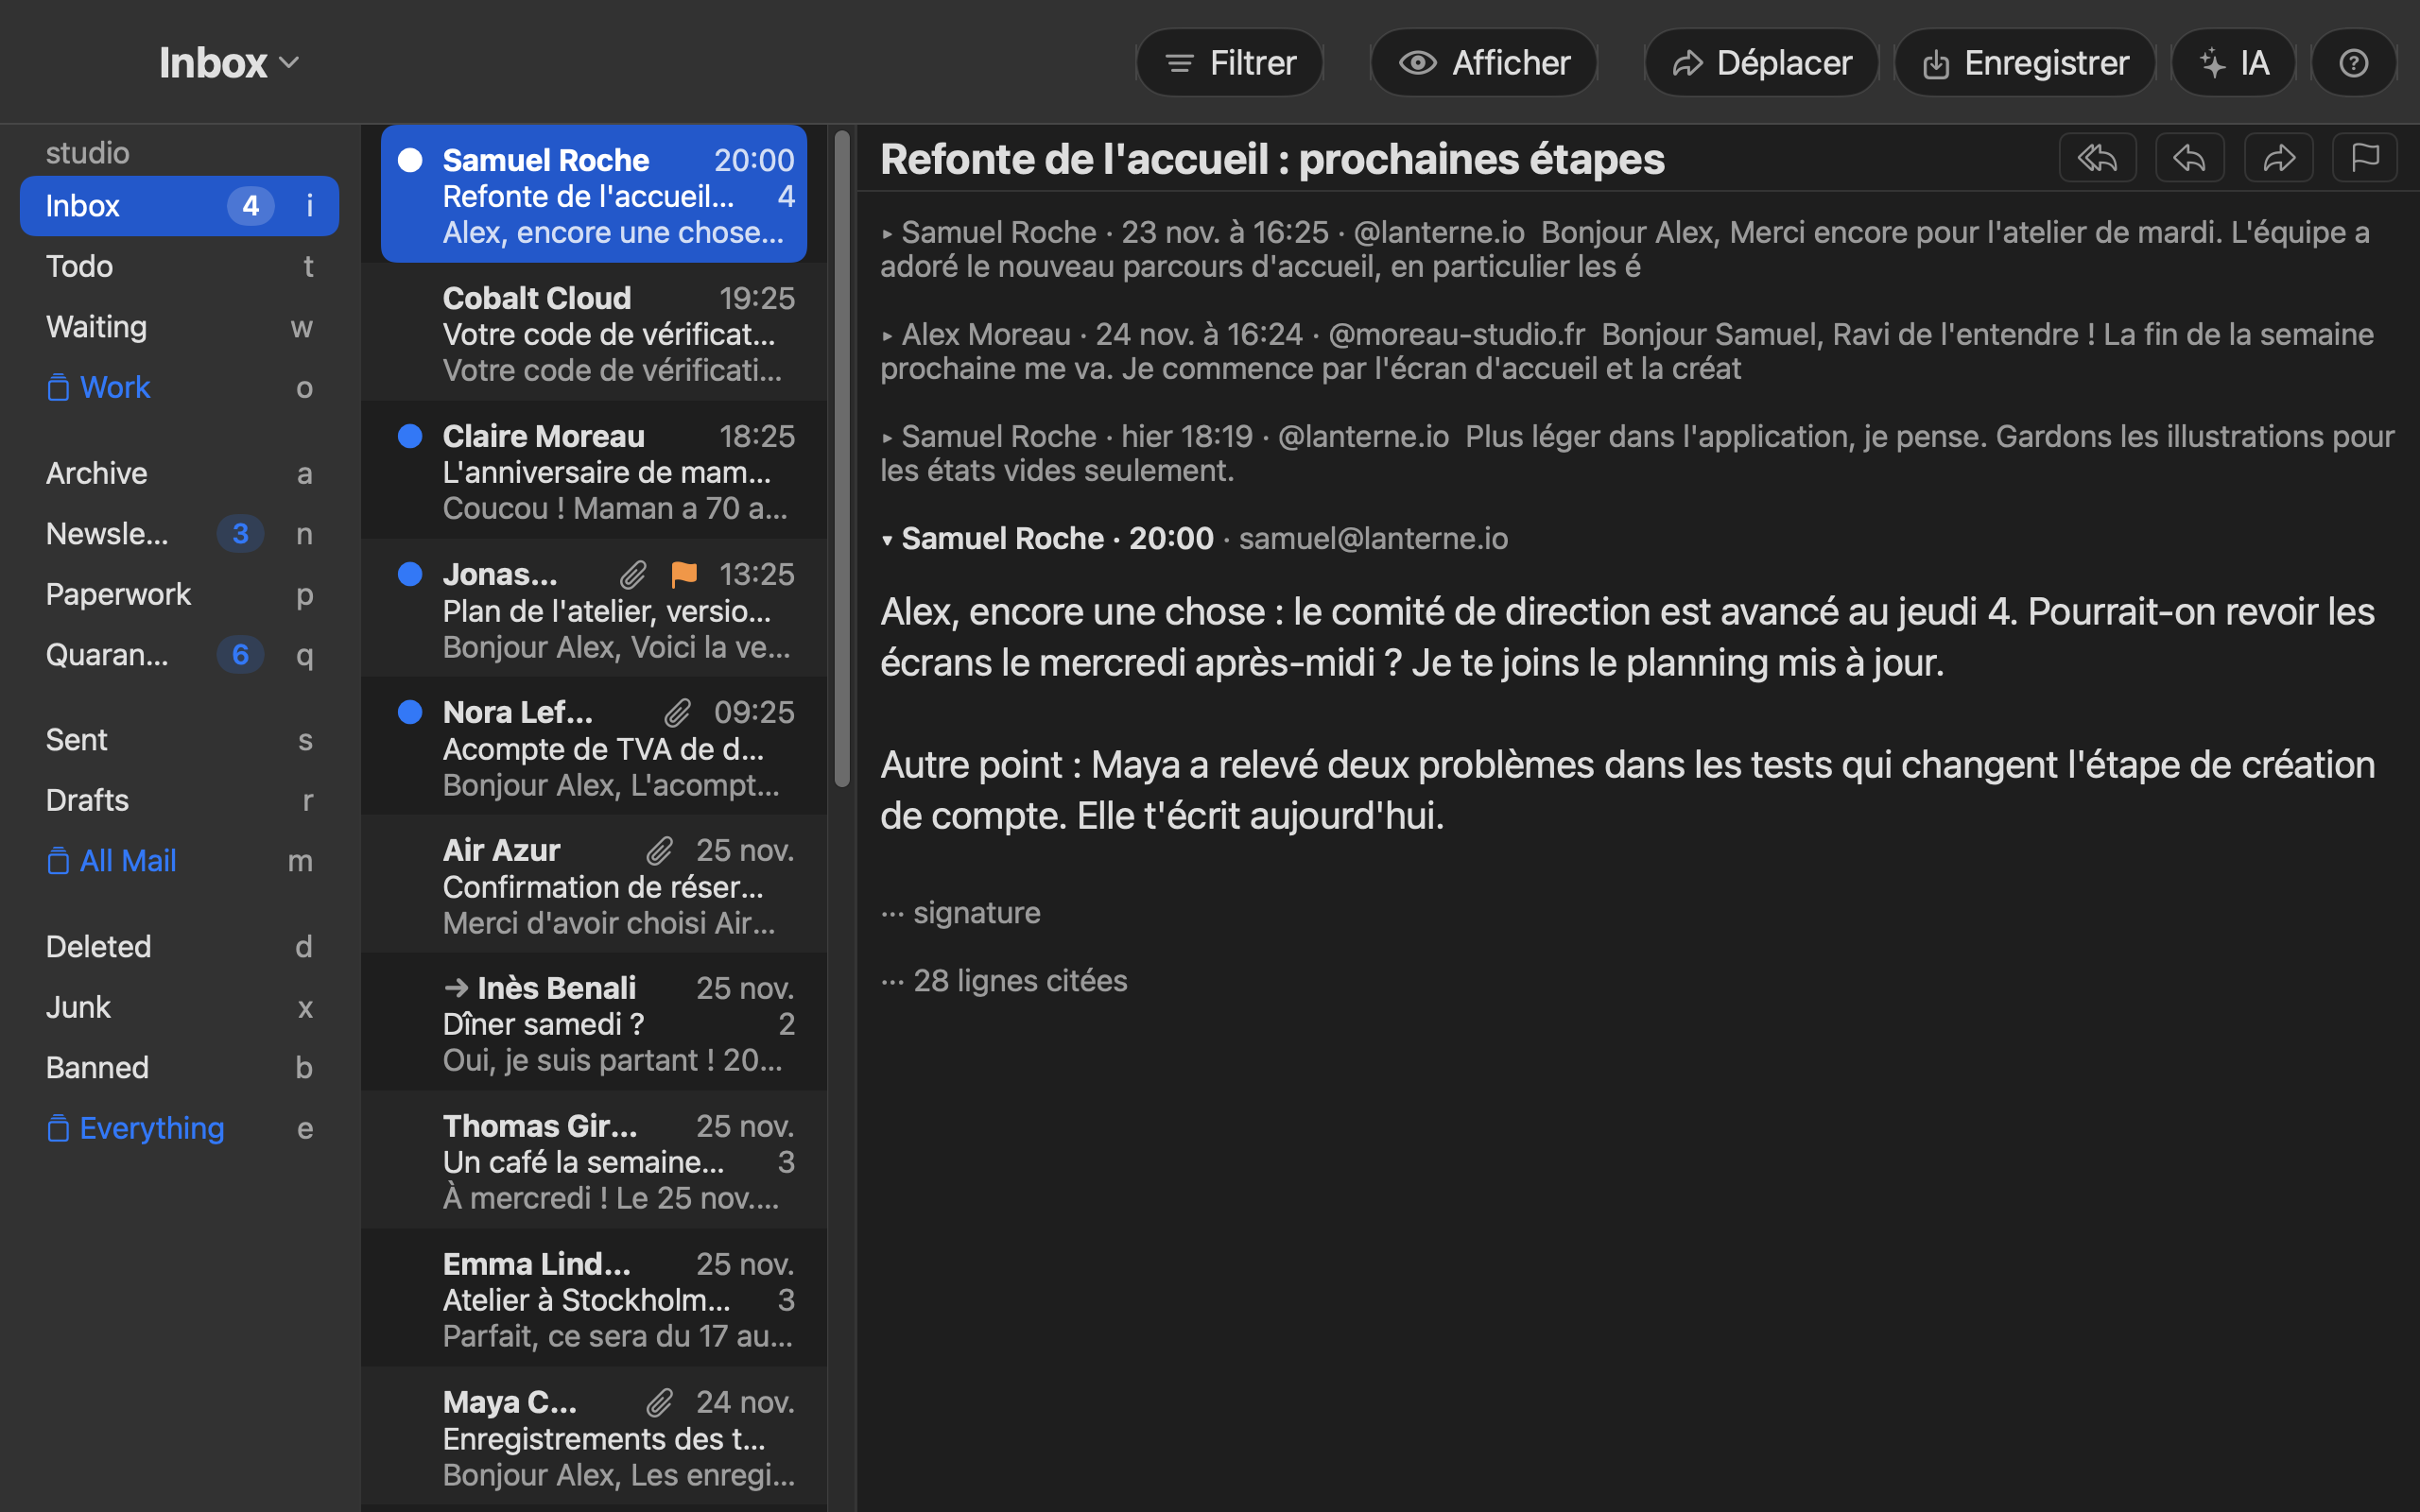 Inbox
Filtrer
Afficher
Déplacer
Enregistrer
IA
?
studio
Inbox 4 i
Todo t
Waiting w
Work o
Archive a
Newsle... 3 n
Paperwork p
Quaran... 6 q
Sent s
Drafts r
All Mail m
Deleted d
Junk x
Banned b
Everything e
Samuel Roche 20:00
Refonte de l'accueil... 4
Alex, encore une chose...
Cobalt Cloud 19:25
Votre code de vérificat...
Votre code de vérificati...
Claire Moreau 18:25
L'anniversaire de mam...
Coucou ! Maman a 70 a...
Jonas... 13:25
Plan de l'atelier, versio...
Bonjour Alex, Voici la ve...
Nora Lef... 09:25
Acompte de TVA de d...
Bonjour Alex, L'acompt...
Air Azur 25 nov.
Confirmation de réser...
Merci d'avoir choisi Air...
→ Inès Benali 25 nov.
Dîner samedi ? 2
Oui, je suis partant ! 20...
Thomas Gir... 25 nov.
Un café la semaine... 3
À mercredi ! Le 25 nov....
Emma Lind... 25 nov.
Atelier à Stockholm... 3
Parfait, ce sera du 17 au...
Maya C... 24 nov.
Enregistrements des t...
Bonjour Alex, Les enregi...
Refonte de l'accueil : prochaines étapes
▸ Samuel Roche · 23 nov. à 16:25 · @lanterne.io Bonjour Alex, Merci encore pour l'atelier de mardi. L'équipe a
adoré le nouveau parcours d'accueil, en particulier les é
▸ Alex Moreau · 24 nov. à 16:24 · @moreau-studio.fr Bonjour Samuel, Ravi de l'entendre ! La fin de la semaine
prochaine me va. Je commence par l'écran d'accueil et la créat
▸ Samuel Roche · hier 18:19 · @lanterne.io Plus léger dans l'application, je pense. Gardons les illustrations pour
les états vides seulement.
▾ Samuel Roche · 20:00 · samuel@lanterne.io
Alex, encore une chose : le comité de direction est avancé au jeudi 4. Pourrait-on revoir les
écrans le mercredi après-midi ? Je te joins le planning mis à jour.
Autre point : Maya a relevé deux problèmes dans les tests qui changent l'étape de création
de compte. Elle t'écrit aujourd'hui.
··· signature
··· 28 lignes citées